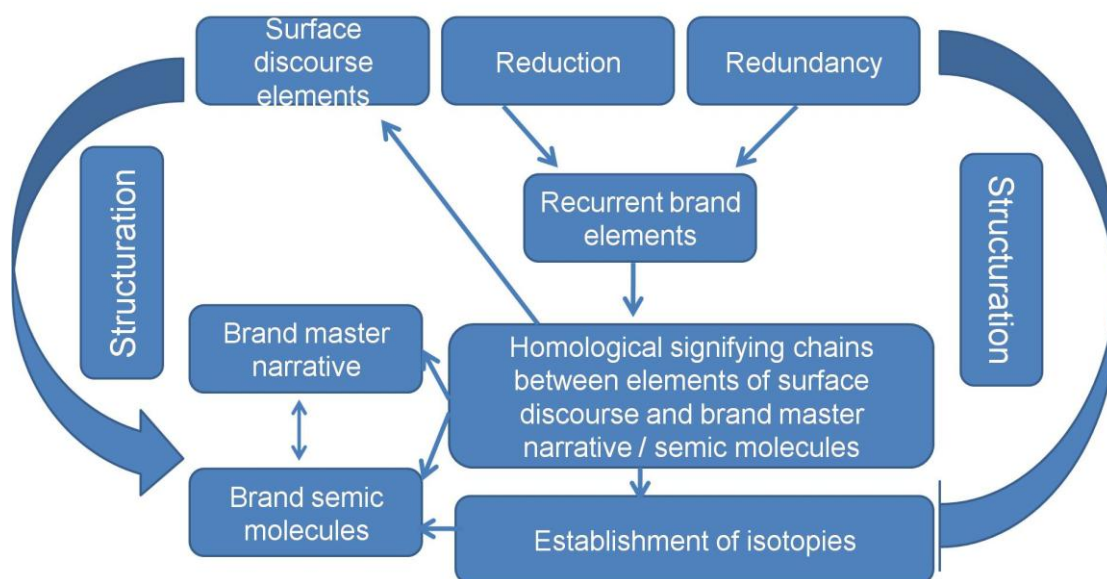 Surface
discourse
elements
Reduction
Redundancy
Structuration
Structuration
Recurrent brand
elements
Brand master
narrative
Homological signifying chains
between elements of surface
discourse and brand master
narrative / semic molecules
Brand semic
molecules
Establishment of isotopies